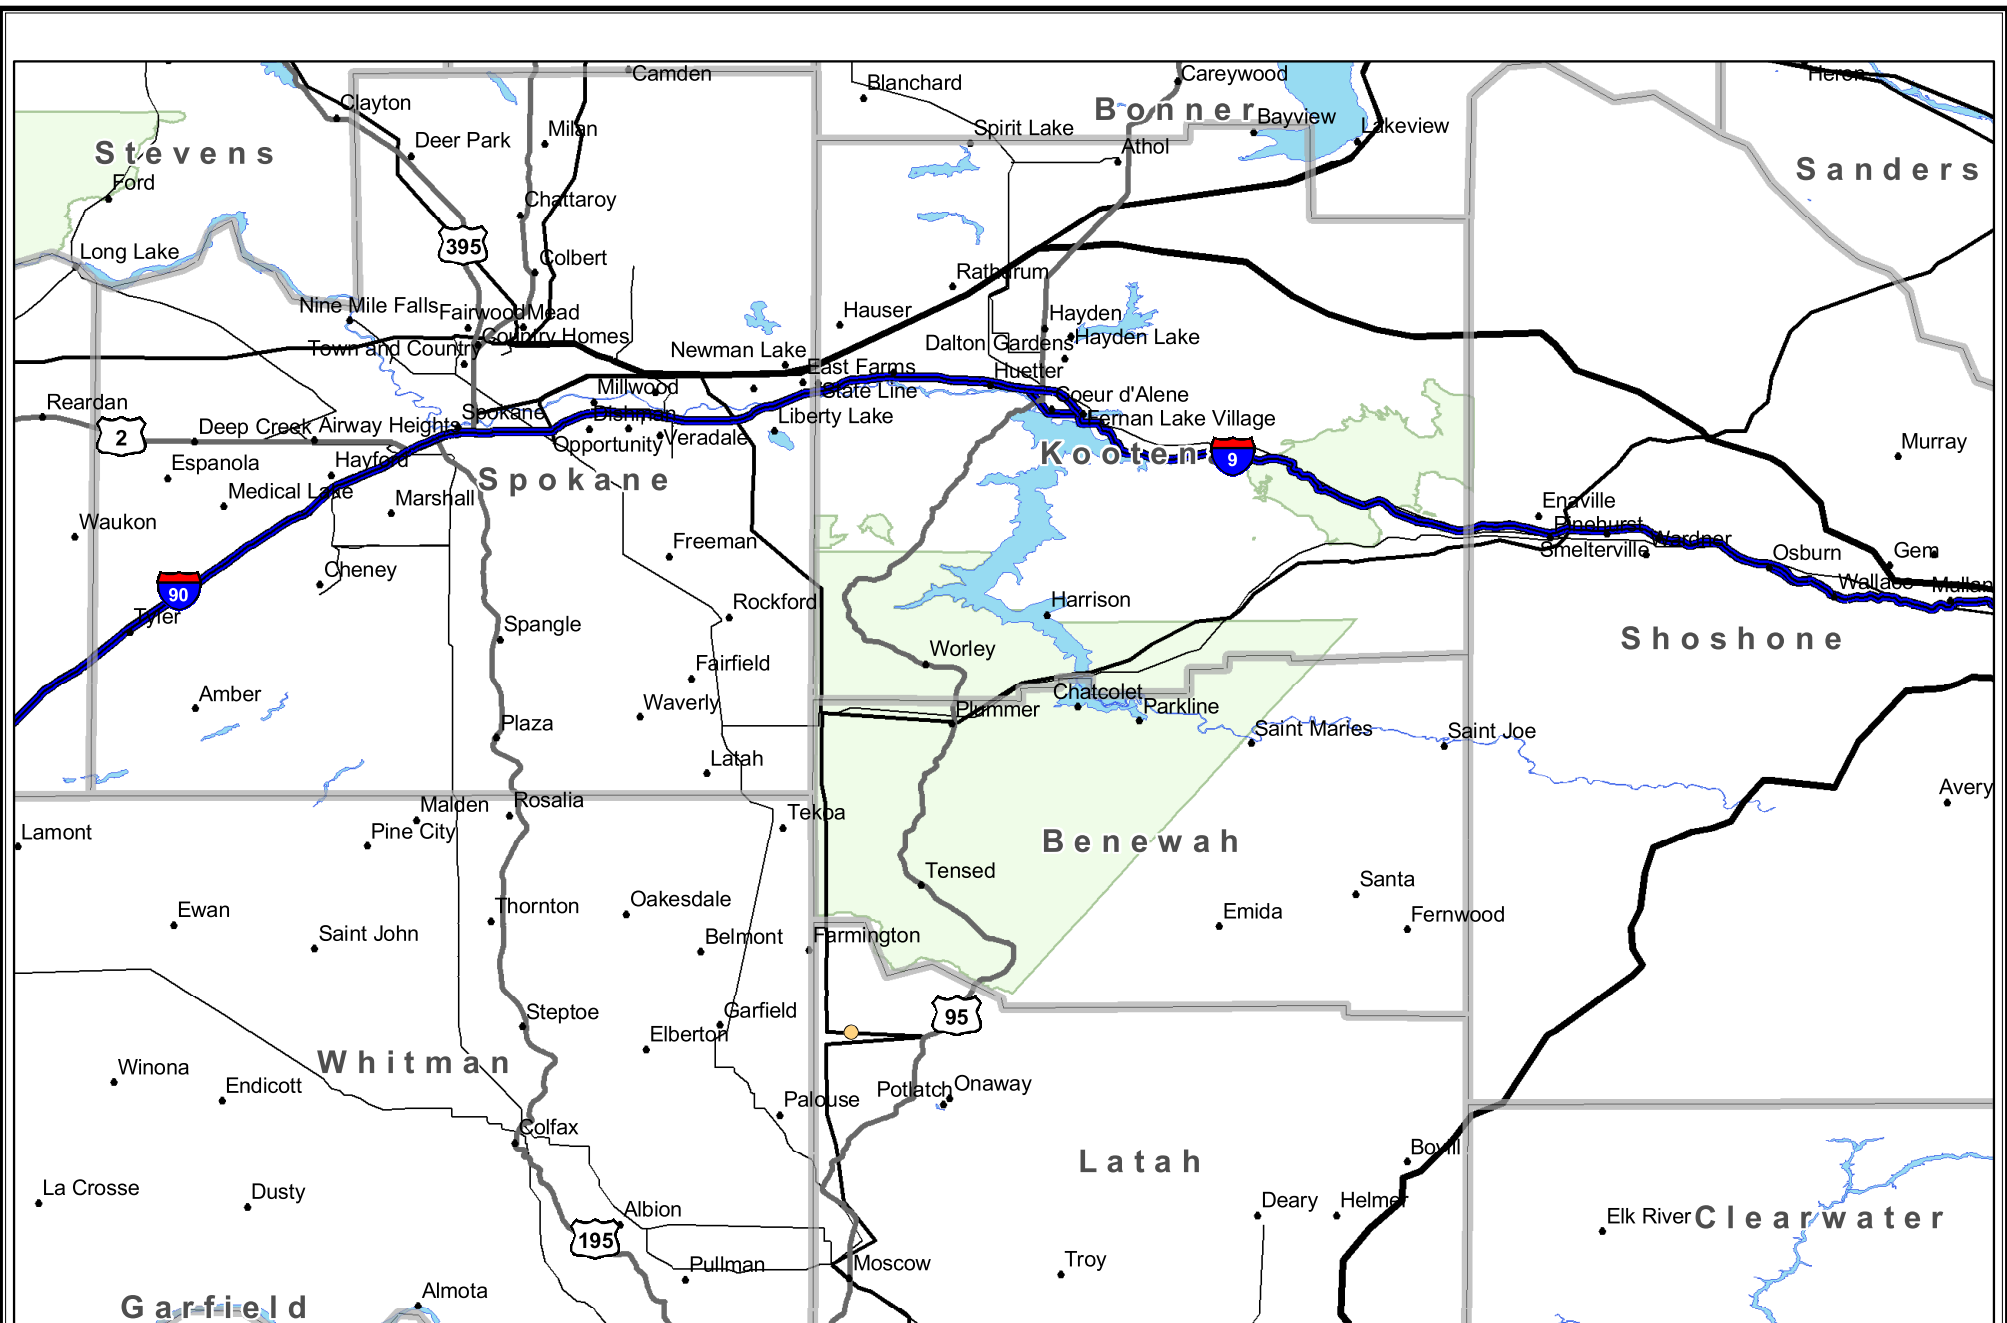 Camden
Blanchard
Careywood
Heron
Clayton
Bonner
Bayview
Lakeview
Deer Park
Milan
Spirit Lake
Athol
Stevens
Sanders
Ford
Chattaroy
Long Lake
395
Colbert
Rathdrum
Nine Mile Falls
Fairwood
Mead
Hauser
Hayden
Country Homes
Hayden Lake
Town and Country
Newman Lake
Dalton Gardens
East Farms
Huetter
Millwood
State Line
Coeur d'Alene
Reardan
Spokane
Dishman
Liberty Lake
Fernan Lake Village
2
Deep Creek
Airway Heights
Opportunity
Veradale
Murray
Espanola
Hayford
Kootena
9
Medical Lake
Marshall
Spokane
Enaville
Waukon
Pinehurst
Freeman
Wardner
Smelterville
Osburn
Gem
Cheney
Wallace
Mullan
90
Rockford
Harrison
Tyler
Spangle
Shoshone
Fairfield
Worley
Amber
Waverly
Chatcolet
Plummer
Parkline
Plaza
Saint Maries
Saint Joe
Latah
Avery
Malden
Rosalia
Tekoa
Lamont
Pine City
Benewah
Tensed
Santa
Ewan
Thornton
Oakesdale
Emida
Fernwood
Saint John
Belmont
Farmington
Steptoe
Garfield
95
Elberton
Whitman
Winona
Endicott
Palouse
Potlatch
Onaway
Colfax
Bovill
Latah
La Crosse
Dusty
Albion
Deary
Helmer
Elk River
Clearwater
195
Pullman
Moscow
Troy
Almota
Garfield